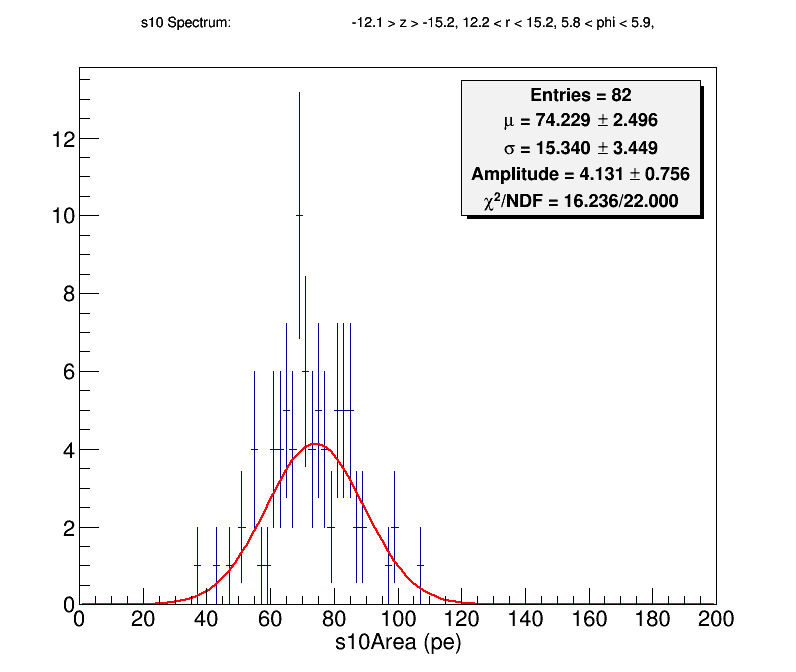 s10 Spectrum: -12.1 > z > -15.2, 12.2 < r < 15.2, 5.8 < phi < 5.9,
Entries = 82
μ = 74.229 ± 2.496
σ = 15.340 ± 3.449
Amplitude = 4.131 ± 0.756
χ²/NDF = 16.236/22.000
12
10
8
6
4
2
0
0 20 40 60 80 100 120 140 160 180 200
s10Area (pe)